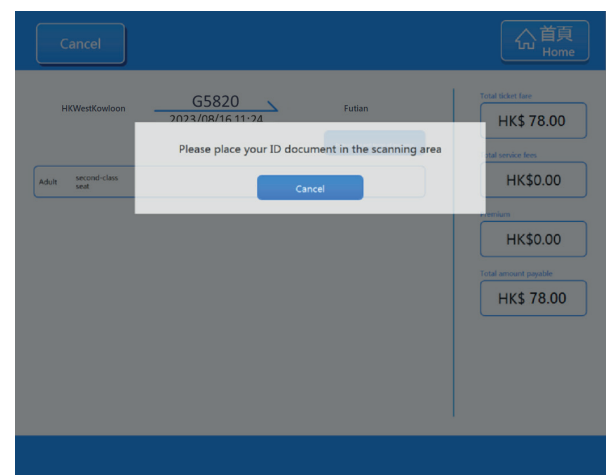 Cancel
首頁
Home
HKWestKowloon
G5820
2023/08/16 11:24
Futian
Total ticket fare
HK$ 78.00
Please place your ID document in the scanning area
Cancel
Adult
second-class
seat
Total service fees
HK$0.00
Premium
HK$0.00
Total amount payable
HK$ 78.00